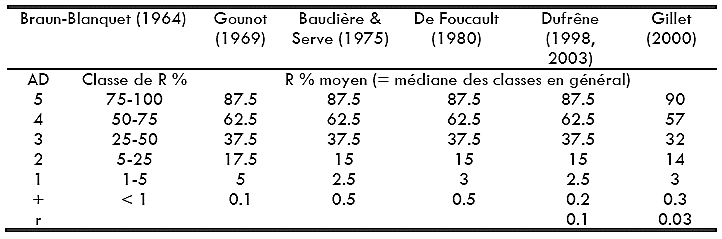 Braun-Blanquet (1964) Gounot (1969) Baudière & Serve (1975) De Foucault (1980) Dufrêne (1998, 2003) Gillet (2000)
AD Classe de R % R % moyen (= médiane des classes en général)
5 75-100 87.5 87.5 87.5 87.5 90
4 50-75 62.5 62.5 62.5 62.5 57
3 25-50 37.5 37.5 37.5 37.5 32
2 5-25 17.5 15 15 15 14
1 1-5 5 2.5 3 2.5 3
+ < 1 0.1 0.5 0.5 0.2 0.3
r 0.1 0.03